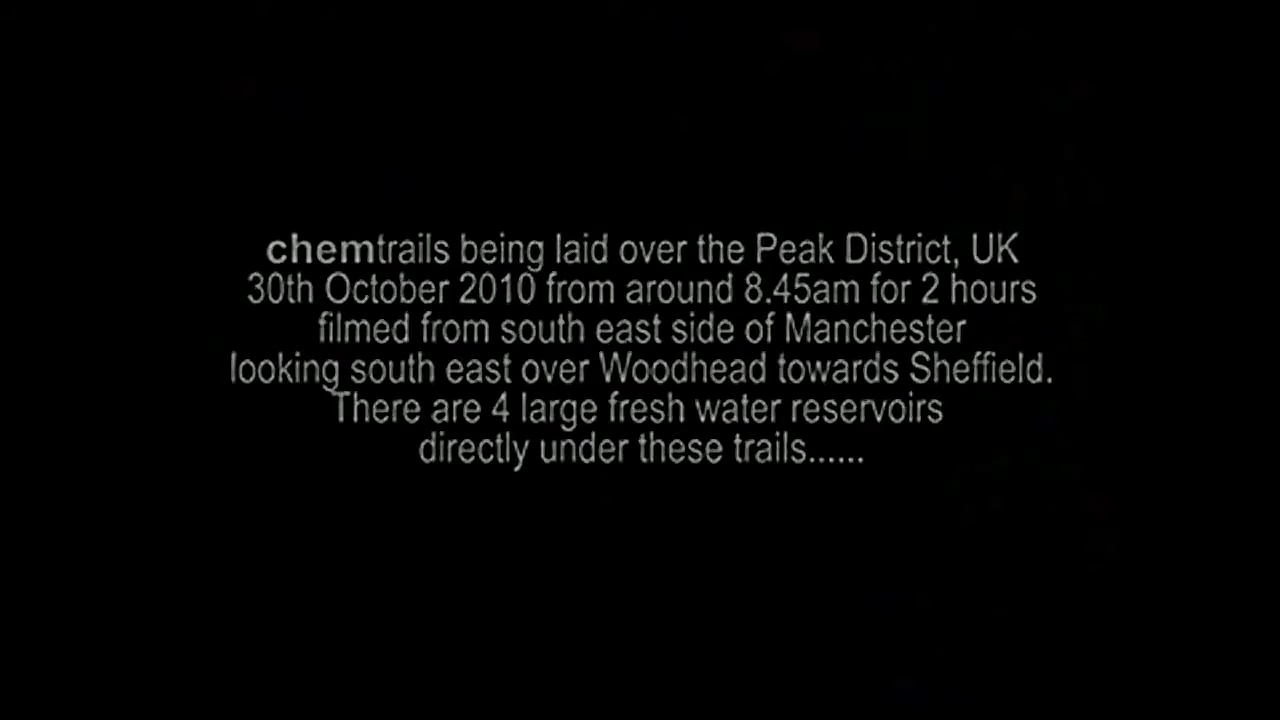 chemtrails being laid over the Peak District, UK
30th October 2010 from around 8.45am for 2 hours
filmed from south east side of Manchester
looking south east over Woodhead towards Sheffield.
There are 4 large fresh water reservoirs
directly under these trails......